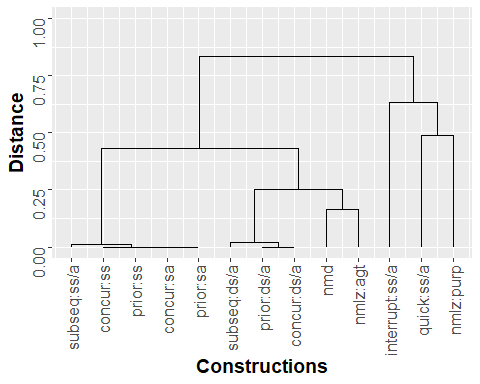 Distance
1.00
0.75
0.50
0.25
0.00
subseq:ss/a
concur:ss
prior:ss
concur:sa
prior:sa
subseq:ds/a
prior:ds/a
concur:ds/a
nmd
nmlz:agt
interrupt:ss/a
quick:ss/a
nmlz:purp
Constructions